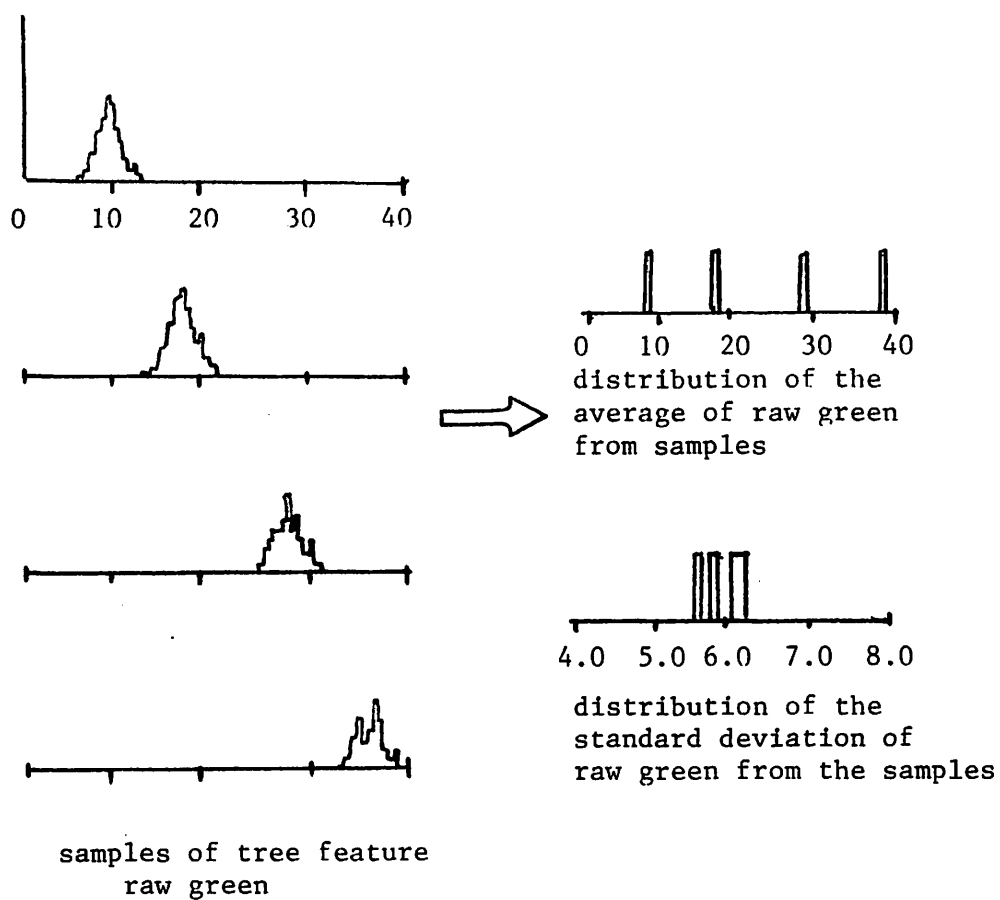 0 10 20 30 40
samples of tree feature
raw green
0 10 20 30 40
distribution of the
average of raw green
from samples
4.0 5.0 6.0 7.0 8.0
distribution of the
standard deviation of
raw green from the samples